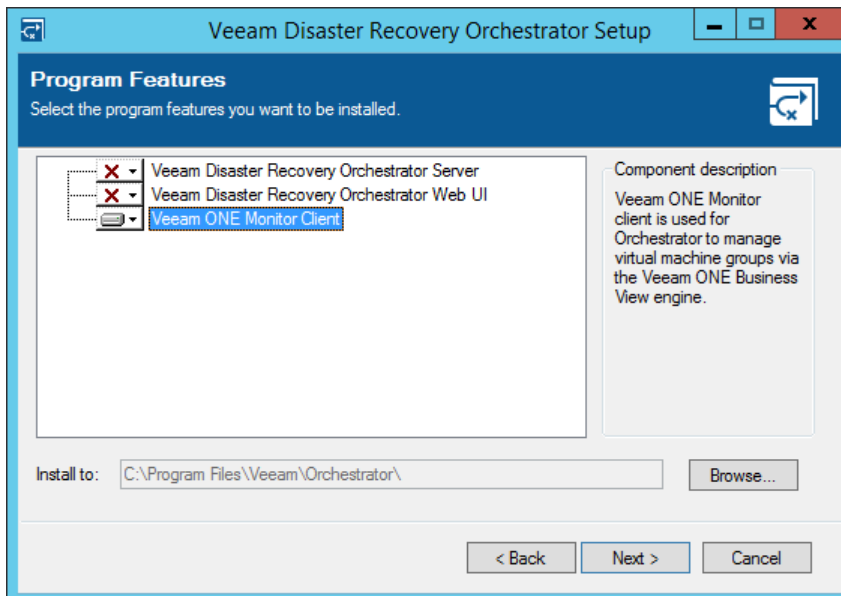 Veeam Disaster Recovery Orchestrator Setup
Program Features
Select the program features you want to be installed.
Veeam Disaster Recovery Orchestrator Server
Veeam Disaster Recovery Orchestrator Web UI
Veeam ONE Monitor Client
Component description
Veeam ONE Monitor
client is used for
Orchestrator to manage
virtual machine groups via
the Veeam ONE Business
View engine.
Install to:
C:\Program Files\Veeam\Orchestrator\
Browse...
< Back
Next >
Cancel